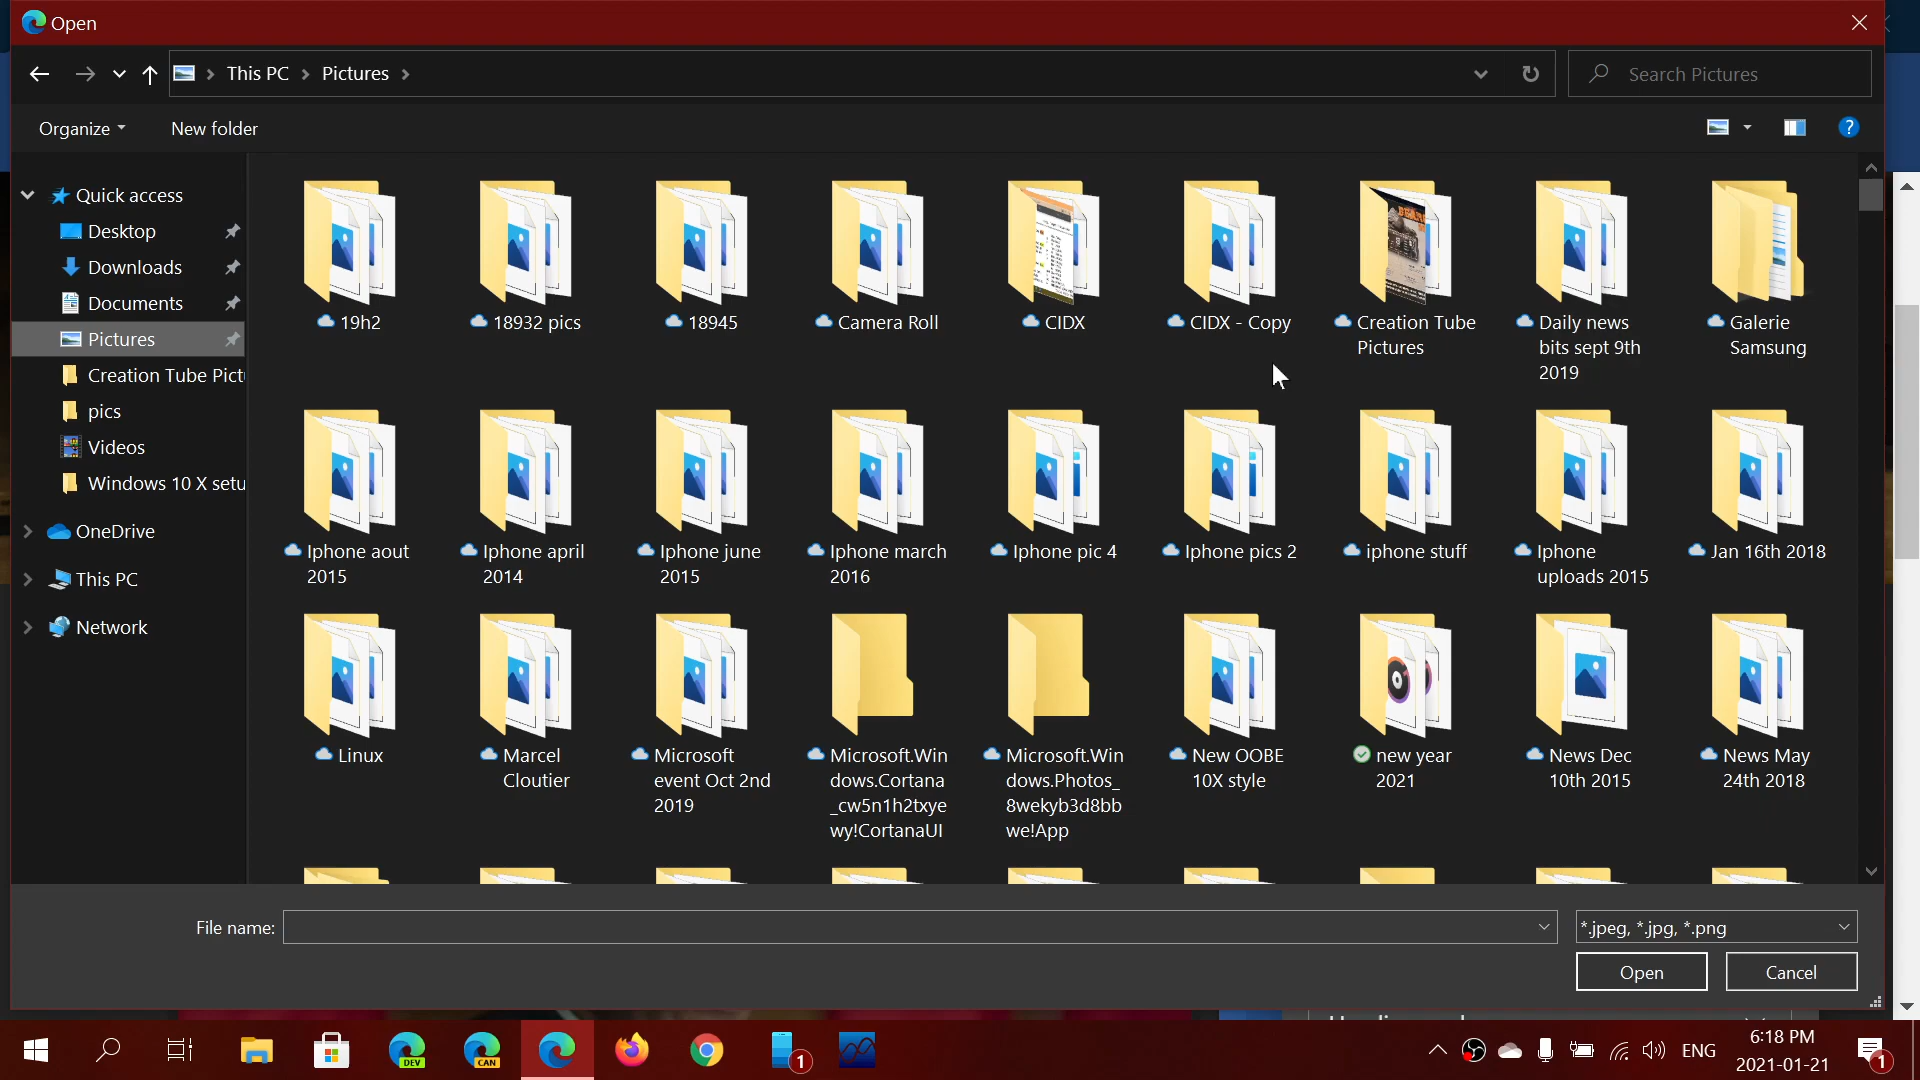 Open
This PC
Pictures
Search Pictures
Organize
New folder
?
Quick access
Desktop
Downloads
Documents
Pictures
Creation Tube Pict
pics
Videos
Windows 10 X setu
OneDrive
This PC
Network
19h2
18932 pics
18945
Camera Roll
CIDX
CIDX - Copy
Creation Tube
Pictures
Daily news
bits sept 9th
2019
Galerie
Samsung
Iphone aout
2015
Iphone april
2014
Iphone june
2015
Iphone march
2016
Iphone pic 4
Iphone pics 2
iphone stuff
Iphone
uploads 2015
Jan 16th 2018
Linux
Marcel
Cloutier
Microsoft
event Oct 2nd
2019
Microsoft.Win
dows.Cortana
_cw5n1h2txye
wy!CortanaUI
Microsoft.Win
dows.Photos_
8wekyb3d8bb
we!App
New OOBE
10X style
new year
2021
News Dec
10th 2015
News May
24th 2018
File name:
*.jpeg, *.jpg, *.png
Open
Cancel
DEV
CAN
1
ENG
6:18 PM
2021-01-21
1